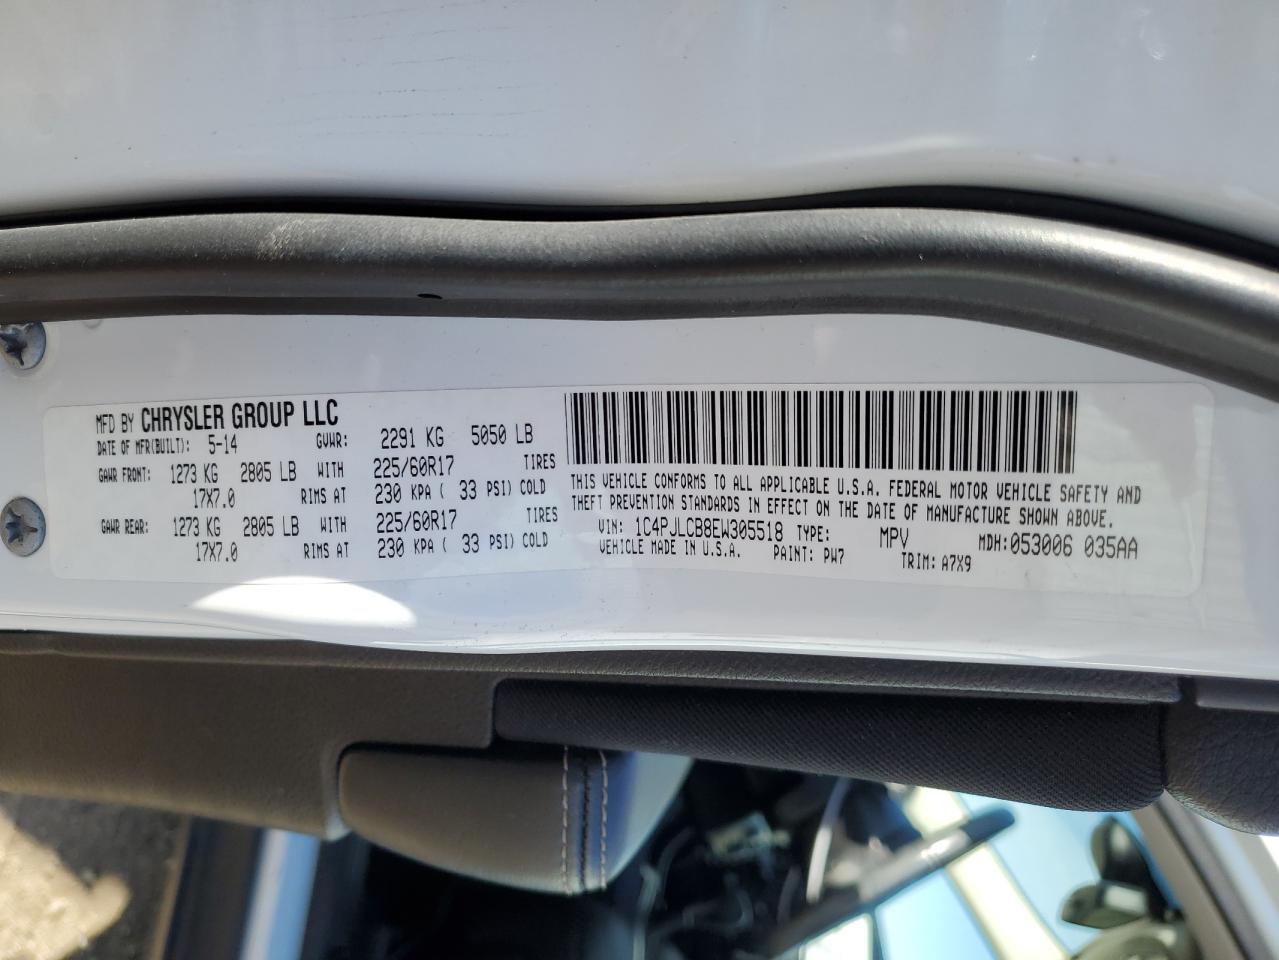 MFD BY CHRYSLER GROUP LLC
DATE OF MFR(BUILT): 5-14 GVWR: 2291 KG 5050 LB
GAWR FRONT: 1273 KG 2805 LB WITH 225/60R17 TIRES
17X7.0 RIMS AT 230 KPA ( 33 PSI) COLD
GAWR REAR: 1273 KG 2805 LB WITH 225/60R17 TIRES
17X7.0 RIMS AT 230 KPA ( 33 PSI) COLD
THIS VEHICLE CONFORMS TO ALL APPLICABLE U.S.A. FEDERAL MOTOR VEHICLE SAFETY AND
THEFT PREVENTION STANDARDS IN EFFECT ON THE DATE OF MANUFACTURE SHOWN ABOVE.
VIN: 1C4PJLCB8EW305518 TYPE: MPV MDH:053006 035AA
VEHICLE MADE IN U.S.A. PAINT: PW7 TRIM: A7X9